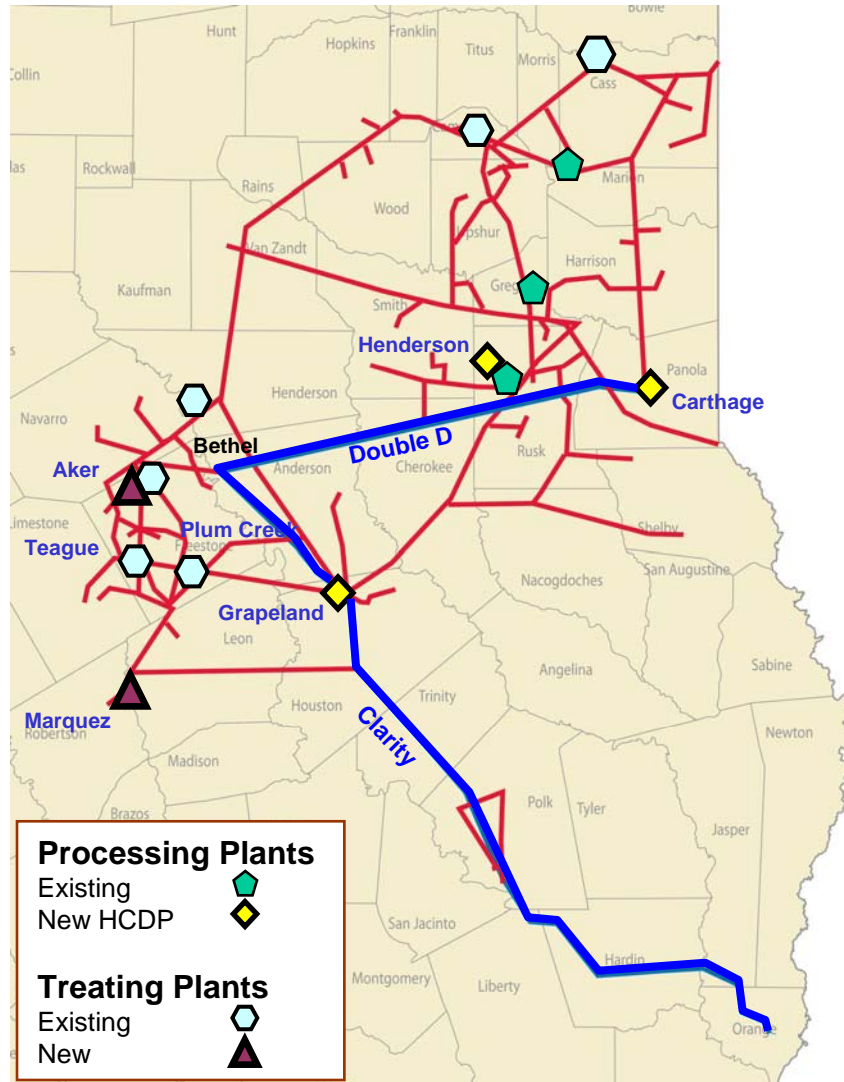 Bowie
Hunt
Hopkins
Franklin
Titus
Morris
Cass
Collin
Rockwall
Rains
Wood
Upshur
Marion
Harrison
Van Zandt
Kaufman
Smith
Gregg
Henderson
Panola
Carthage
Henderson
Navarro
Bethel
Double D
Aker
Anderson
Cherokee
Rusk
Limestone
Plum Creek
Teague
Freestone
Shelby
Nacogdoches
San Augustine
Grapeland
Leon
Angelina
Sabine
Houston
Trinity
Marquez
Robertson
Clarity
Newton
Madison
Polk
Tyler
Brazos
Jasper
Processing Plants
Existing
New HCDP
San Jacinto
Hardin
Montgomery
Liberty
Treating Plants
Existing
New
Orange